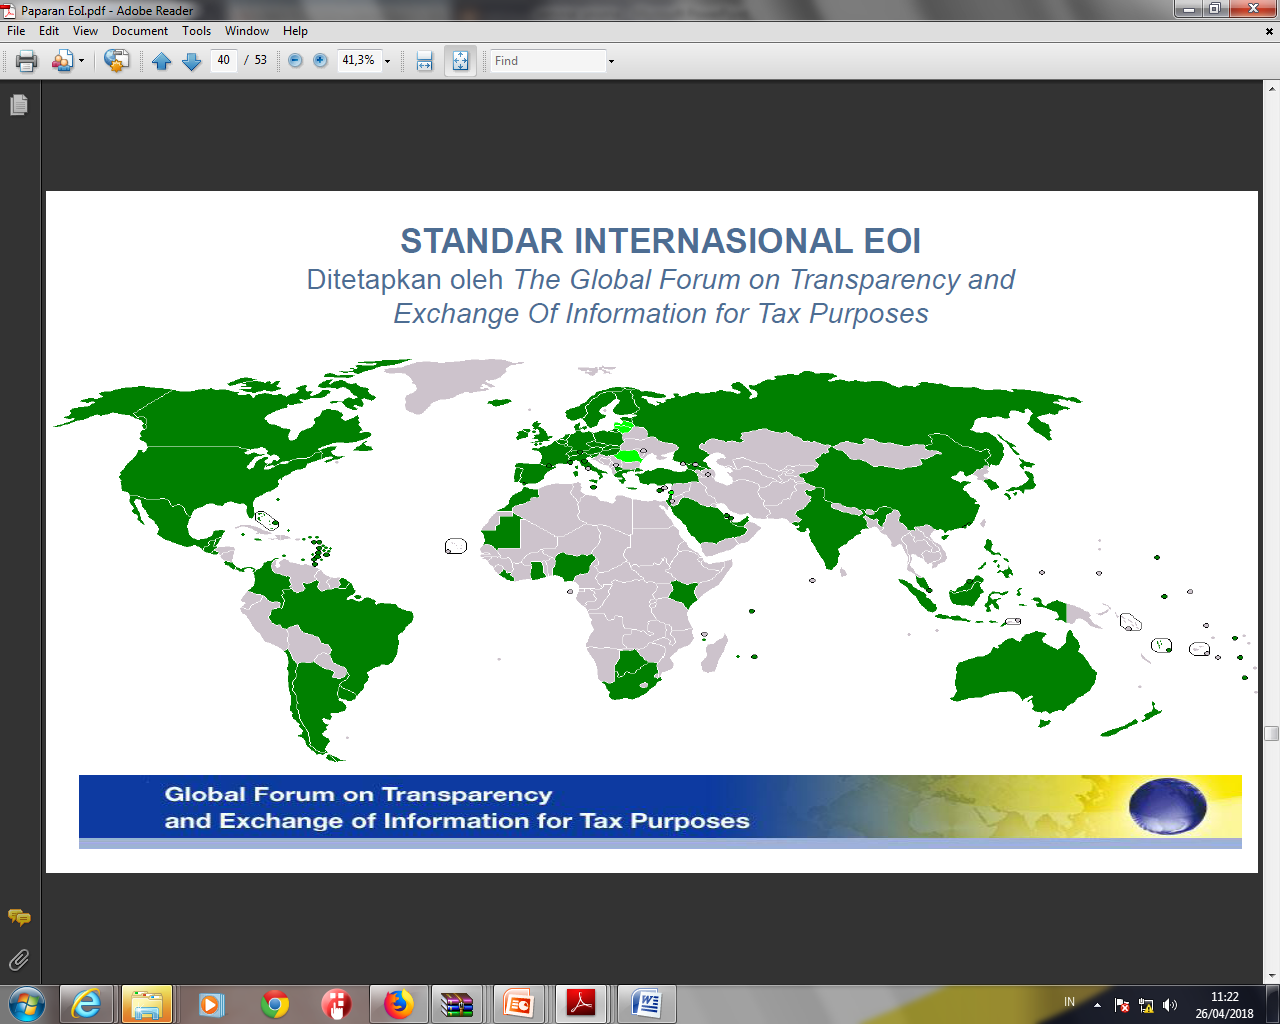 Paparan EoI.pdf - Adobe Reader
File Edit View Document Tools Window Help
40 / 53 41,3% Find
STANDAR INTERNASIONAL EOI
Ditetapkan oleh The Global Forum on Transparency and
Exchange Of Information for Tax Purposes
Global Forum on Transparency
and Exchange of Information for Tax Purposes
IN
11:22
26/04/2018